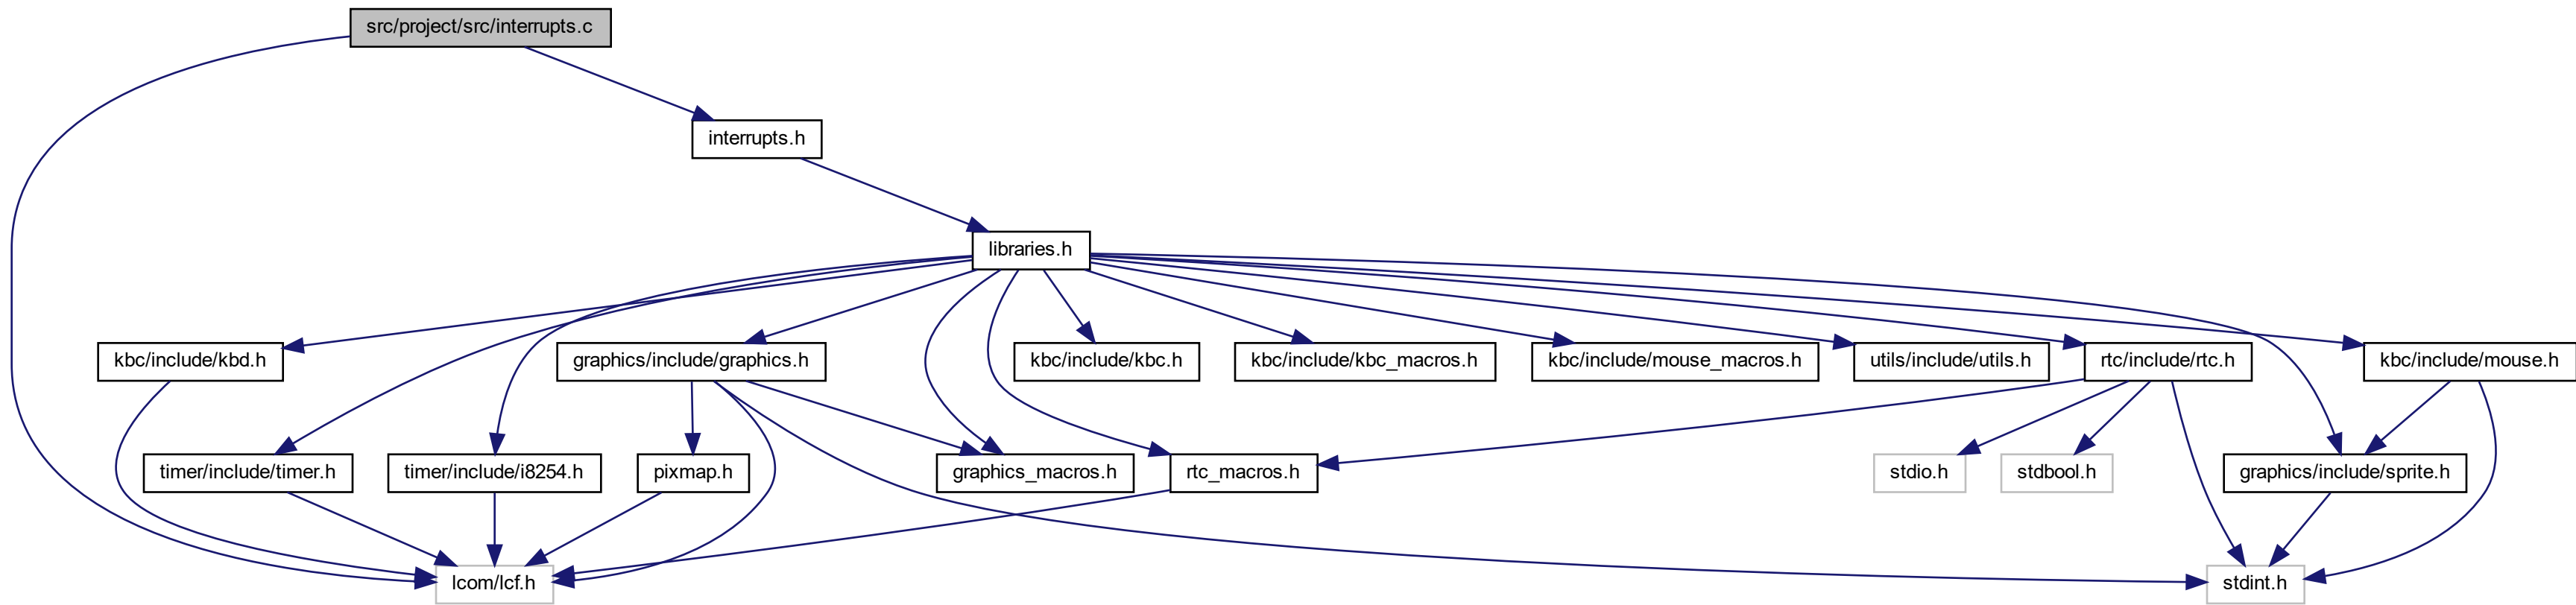 src/project/src/interrupts.c
interrupts.h
libraries.h
kbc/include/kbd.h
graphics/include/graphics.h
kbc/include/kbc.h
kbc/include/kbc_macros.h
kbc/include/mouse_macros.h
utils/include/utils.h
rtc/include/rtc.h
kbc/include/mouse.h
timer/include/timer.h
timer/include/i8254.h
pixmap.h
graphics_macros.h
rtc_macros.h
stdio.h
stdbool.h
graphics/include/sprite.h
lcom/lcf.h
stdint.h